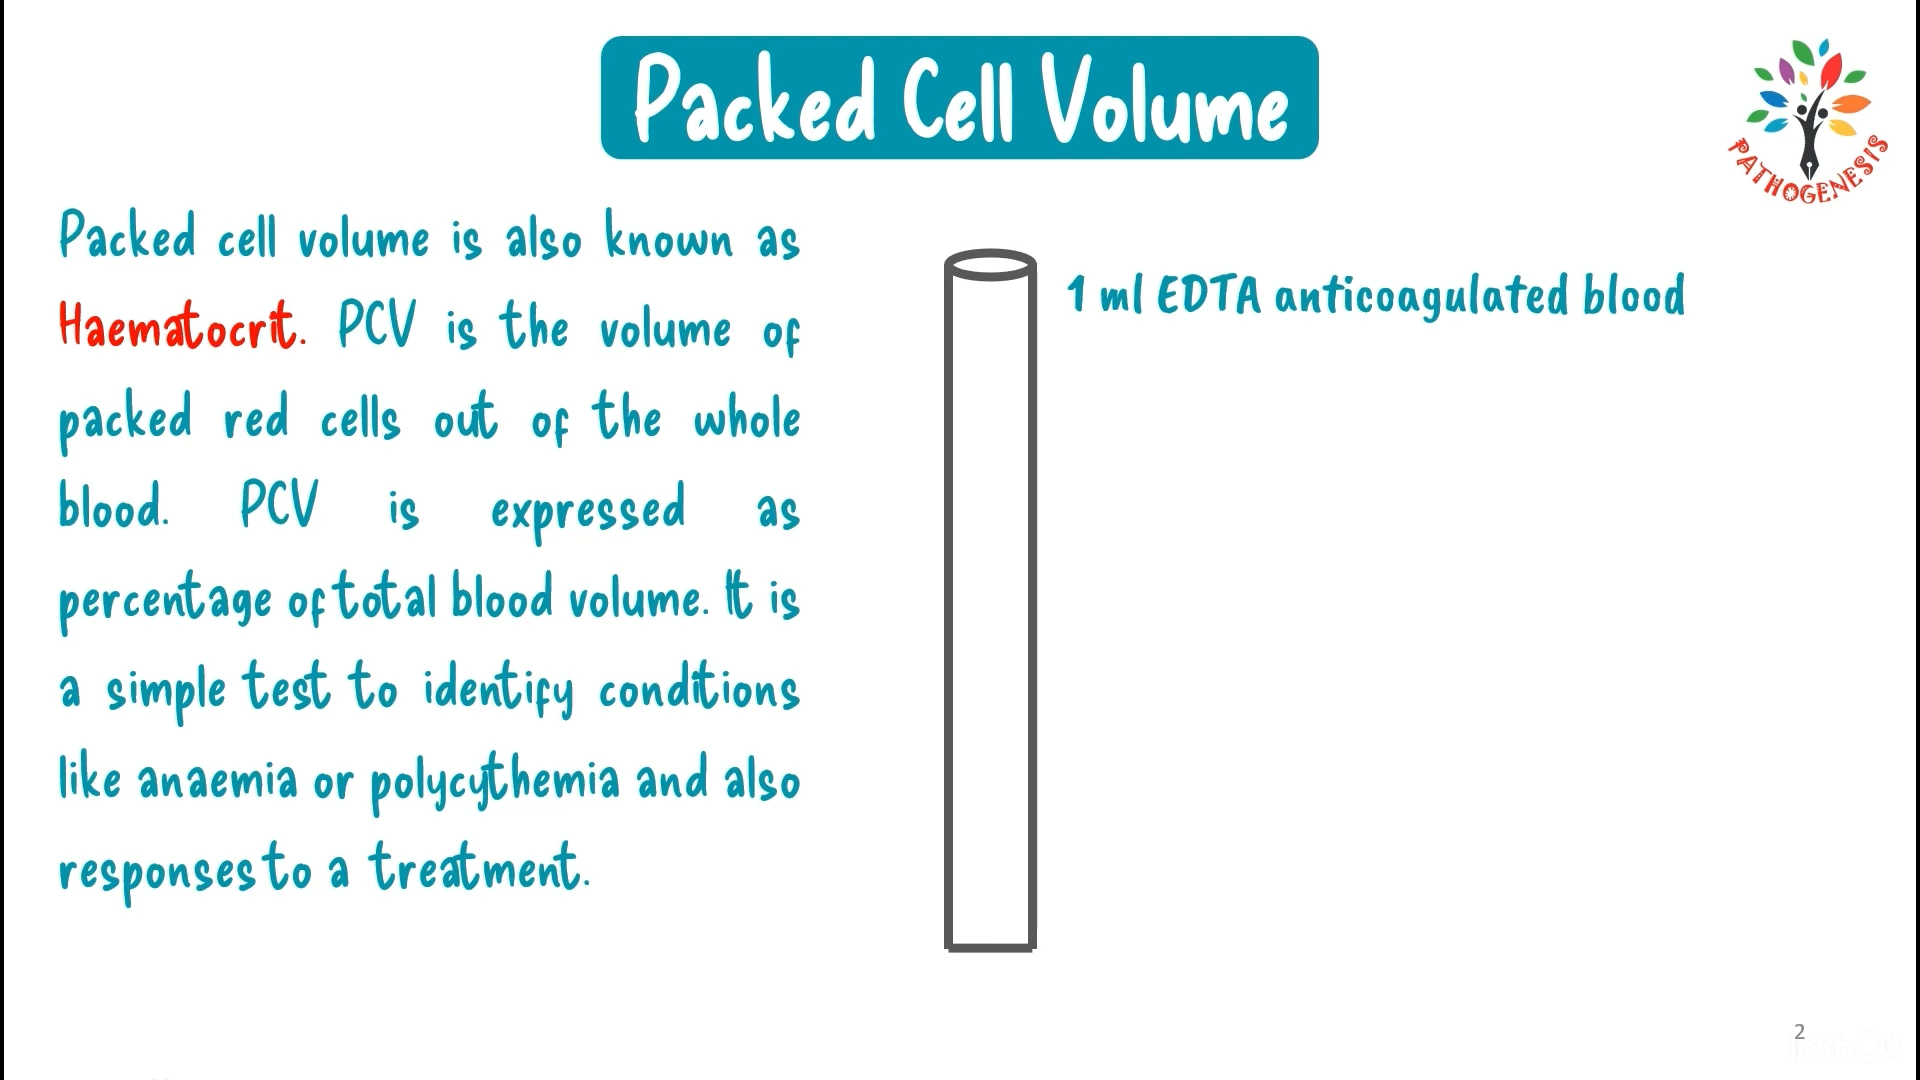 Packed Cell Volume
PATHOGENESIS
Packed cell volume is also known as
Haematocrit. PCV is the volume of
packed red cells out of the whole
blood. PCV is expressed as
percentage of total blood volume. It is
a simple test to identify conditions
like anaemia or polycythemia and also
responses to a treatment.
1 ml EDTA anticoagulated blood
2